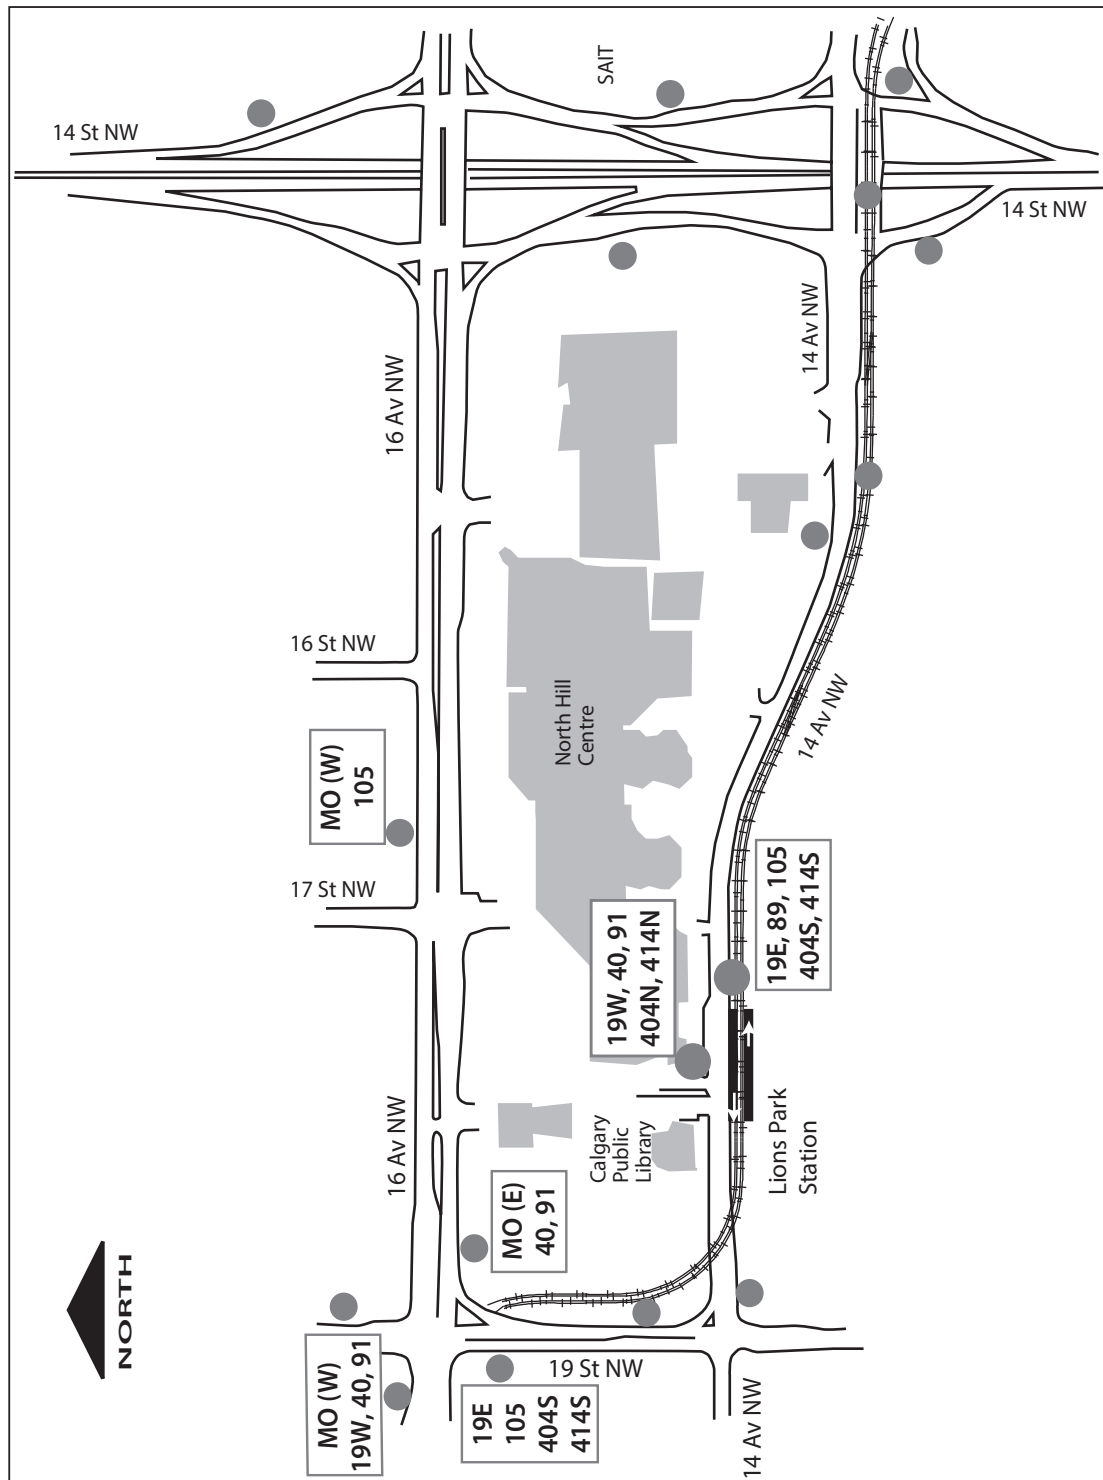 SAIT
14 St NW
14 St NW
16 Av NW
14 Av NW
16 St NW
MO (W)
105
North Hill
Centre
14 Av NW
17 St NW
19W, 40, 91
404N, 414N
19E, 89, 105
404S, 414S
16 Av NW
Calgary
Public
Library
Lions Park
Station
MO (E)
40, 91
NORTH
MO (W)
19W, 40, 91
19 St NW
19E
105
404S
414S
14 Av NW